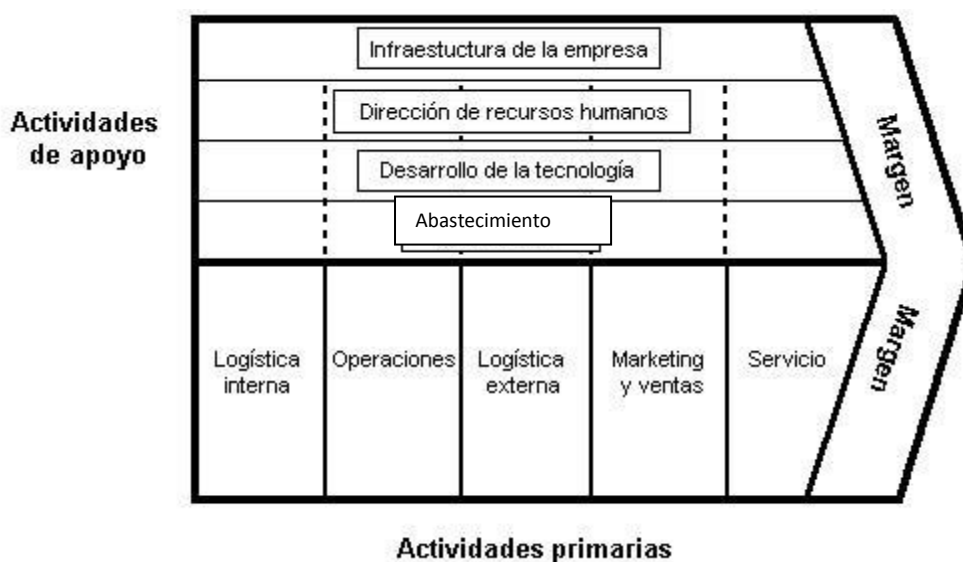 Infraestuctura de la empresa
Dirección de recursos humanos
Actividades
de apoyo
Desarrollo de la tecnología
Abastecimiento
Margen
Margen
Logística
interna
Operaciones
Logística
externa
Marketing
y ventas
Servicio
Actividades primarias